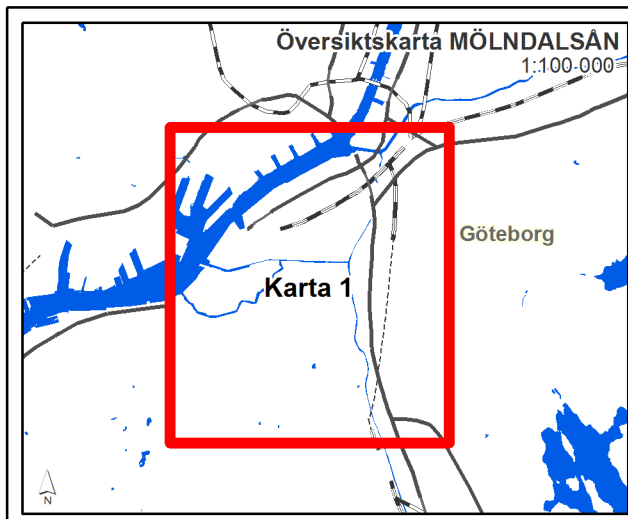 Översiktskarta MÖLNDALSÅN
1:100 000
Göteborg
Karta 1
N